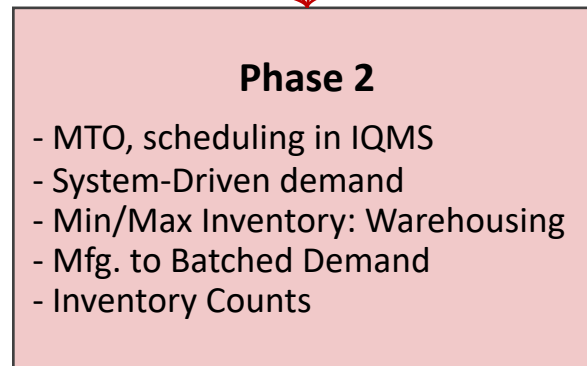 Phase 2
- MTO, scheduling in IQMS
- System-Driven demand
- Min/Max Inventory: Warehousing
- Mfg. to Batched Demand
- Inventory Counts